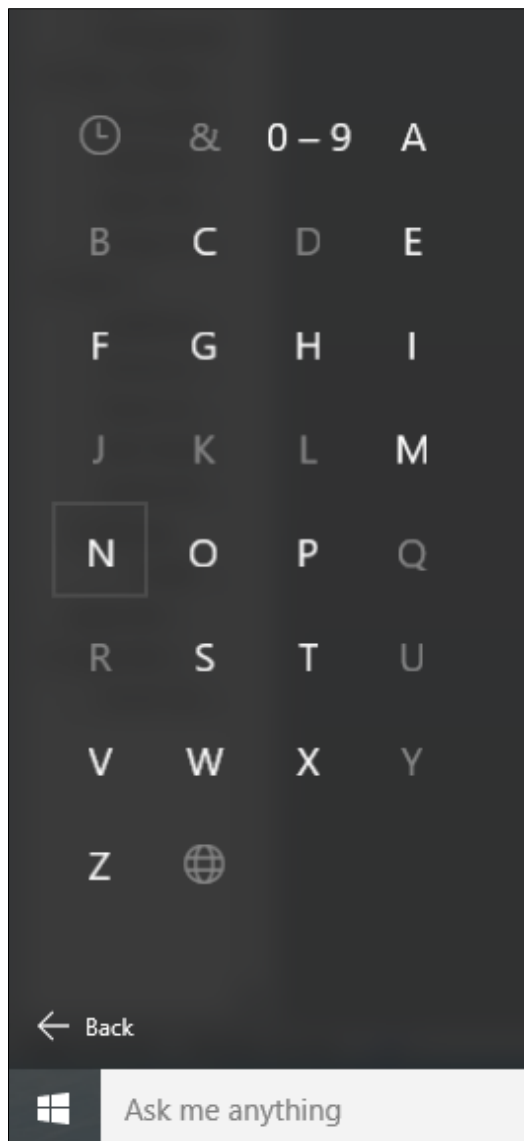 & 0 – 9 A
B C D E
F G H I
J K L M
N O P Q
R S T U
V W X Y
Z
Back
Ask me anything